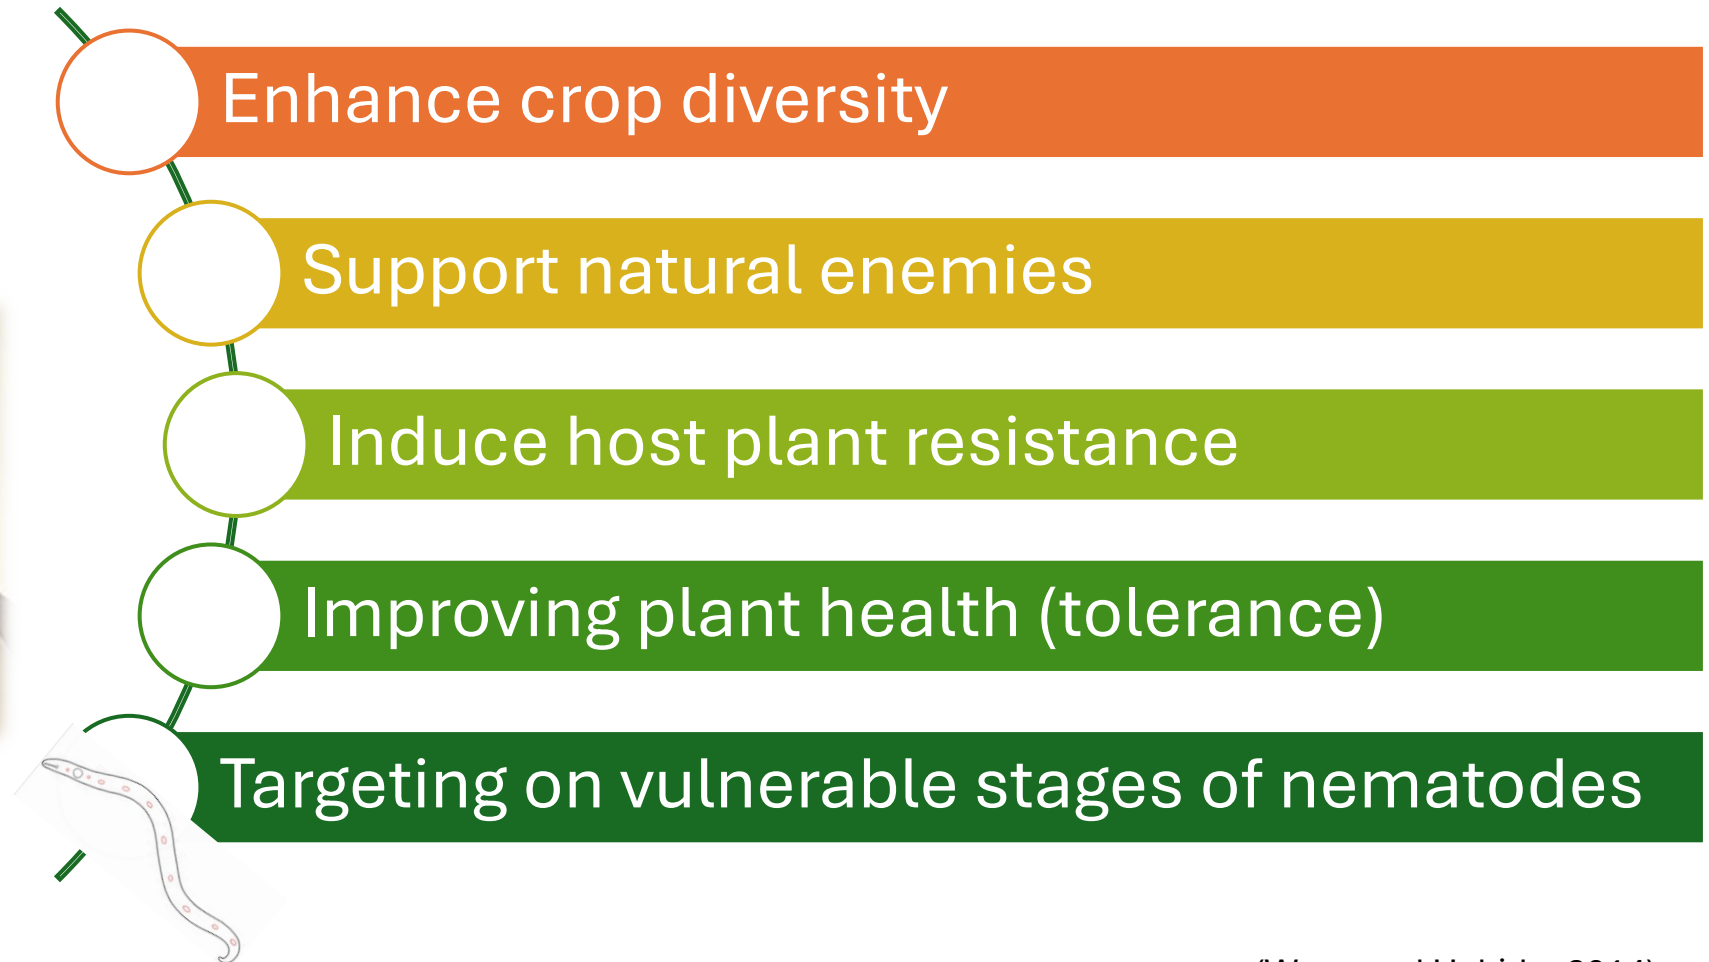 Enhance crop diversity
Support natural enemies
Induce host plant resistance
Improving plant health (tolerance)
Targeting on vulnerable stages of nematodes